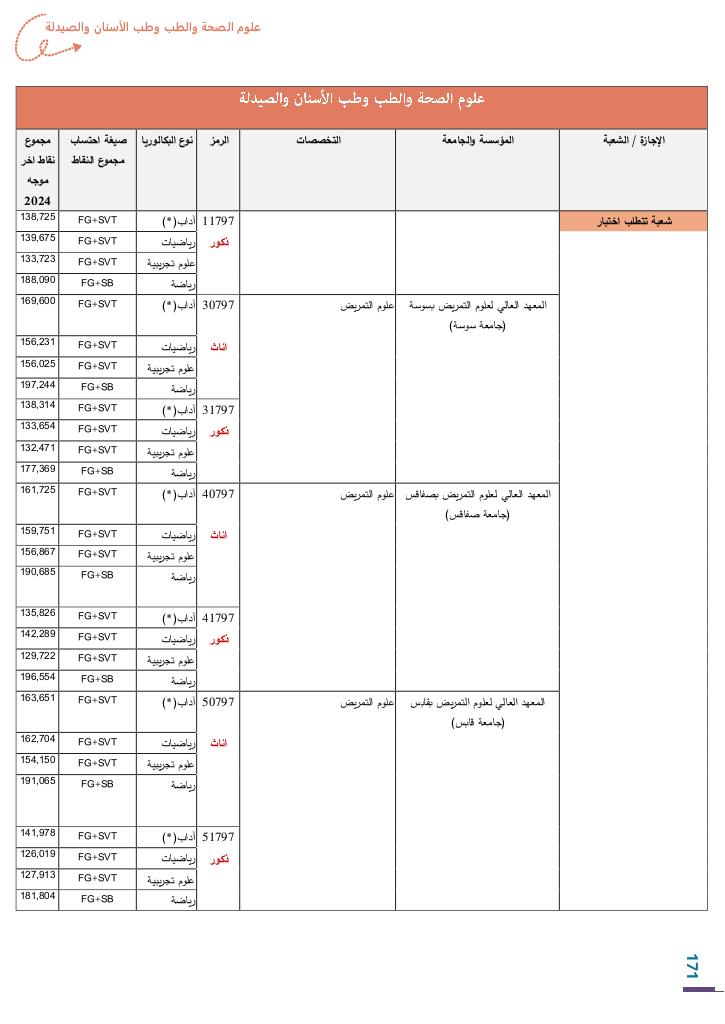 علوم الصحة والطب وطب الأسنان والصيدلة
علوم الصحة والطب وطب الأسنان والصيدلة
الإجازة / الشعبة المؤسسة والجامعة التخصصات الرمز نوع البكالوريا صيغة احتساب مجموع النقاط مجموع نقاط اخر موجه 2024
شعبة تتطلب اختبار 11797 آداب(*) FG+SVT 138,725
ذكور رياضيات FG+SVT 139,675
علوم تجريبية FG+SVT 133,723
رياضة FG+SB 188,090
المعهد العالي لعلوم التمريض بسوسة علوم التمريض 30797 آداب(*) FG+SVT 169,600
(جامعة سوسة)
اناث رياضيات FG+SVT 156,231
علوم تجريبية FG+SVT 156,025
رياضة FG+SB 197,244
31797 آداب(*) FG+SVT 138,314
ذكور رياضيات FG+SVT 133,654
علوم تجريبية FG+SVT 132,471
رياضة FG+SB 177,369
المعهد العالي لعلوم التمريض بصفاقس علوم التمريض 40797 آداب(*) FG+SVT 161,725
(جامعة صفاقس)
اناث رياضيات FG+SVT 159,751
علوم تجريبية FG+SVT 156,867
رياضة FG+SB 190,685
41797 آداب(*) FG+SVT 135,826
ذكور رياضيات FG+SVT 142,289
علوم تجريبية FG+SVT 129,722
رياضة FG+SB 196,554
المعهد العالي لعلوم التمريض بقابس علوم التمريض 50797 آداب(*) FG+SVT 163,651
(جامعة قابس)
اناث رياضيات FG+SVT 162,704
علوم تجريبية FG+SVT 154,150
رياضة FG+SB 191,065
51797 آداب(*) FG+SVT 141,978
ذكور رياضيات FG+SVT 126,019
علوم تجريبية FG+SVT 127,913
رياضة FG+SB 181,804
171